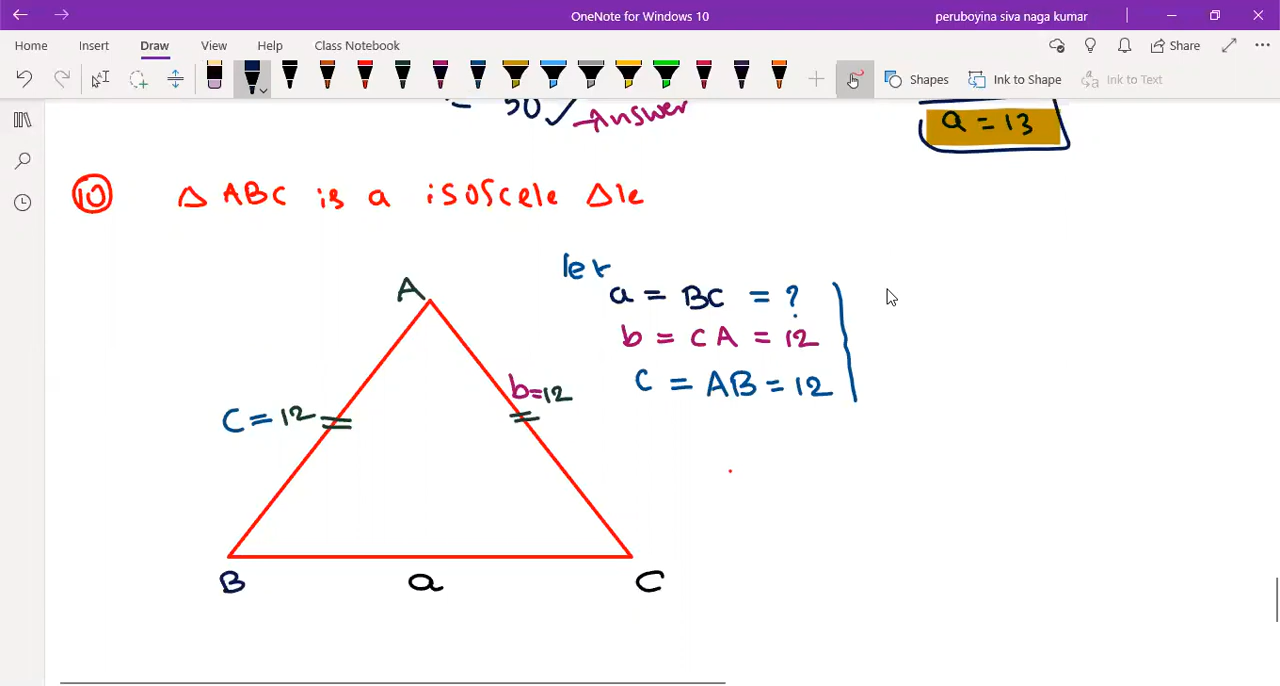 OneNote for Windows 10
peruboyina siva naga kumar
Home Insert Draw View Help Class Notebook
Share
Shapes
Ink to Shape
Ink to Text
= 50 Answer
a = 13
10 Δ ABC is a isoscele Δle
let
a = BC = ?
b = CA = 12
c = AB = 12
A
b=12
c = 12
B a C